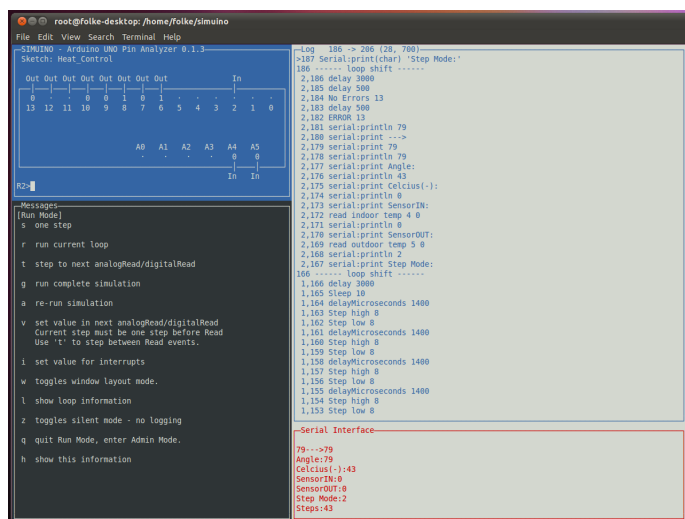 root@folke-desktop: /home/folke/simuino
File Edit View Search Terminal Help
SIMUINO - Arduino UNO Pin Analyzer 0.1.3
Sketch: Heat_Control
Out Out Out Out Out Out Out Out In
0 - - 0 0 1 0 1 . . . . . .
13 12 11 10 9 8 7 6 5 4 3 2 1 0
A0 A1 A2 A3 A4 A5
. . . . 0 0
In In
R2>
Messages
[Run Mode]
s one step
r run current loop
t step to next analogRead/digitalRead
g run complete simulation
a re-run simulation
v set value in next analogRead/digitalRead
Current step must be one step before Read
Use 't' to step between Read events.
i set value for interrupts
w toggles window layout mode.
l show loop information
z toggles silent mode - no logging
q quit Run Mode, enter Admin Mode.
h show this information
Log 186 -> 206 (28, 700)
>187 Serial:print(char) 'Step Mode:'
186 ------ loop shift ------
2,186 delay 3000
2,185 delay 500
2,184 No Errors 13
2,183 delay 500
2,182 ERROR 13
2,181 serial:println 79
2,180 serial:print --->
2,179 serial:print 79
2,178 serial:println 79
2,177 serial:print Angle:
2,176 serial:println 43
2,175 serial:print Celcius(-):
2,174 serial:println 0
2,173 serial:print SensorIN:
2,172 read indoor temp 4 0
2,171 serial:println 0
2,170 serial:print SensorOUT:
2,169 read outdoor temp 5 0
2,168 serial:println 2
2,167 serial:print Step Mode:
166 ------ loop shift ------
1,166 delay 3000
1,165 Sleep 10
1,164 delayMicroseconds 1400
1,163 Step high 8
1,162 Step low 8
1,161 delayMicroseconds 1400
1,160 Step high 8
1,159 Step low 8
1,158 delayMicroseconds 1400
1,157 Step high 8
1,156 Step low 8
1,155 delayMicroseconds 1400
1,154 Step high 8
1,153 Step low 8
Serial Interface
79--->79
Angle:79
Celcius(-):43
SensorIN:0
SensorOUT:0
Step Mode:2
Steps:43